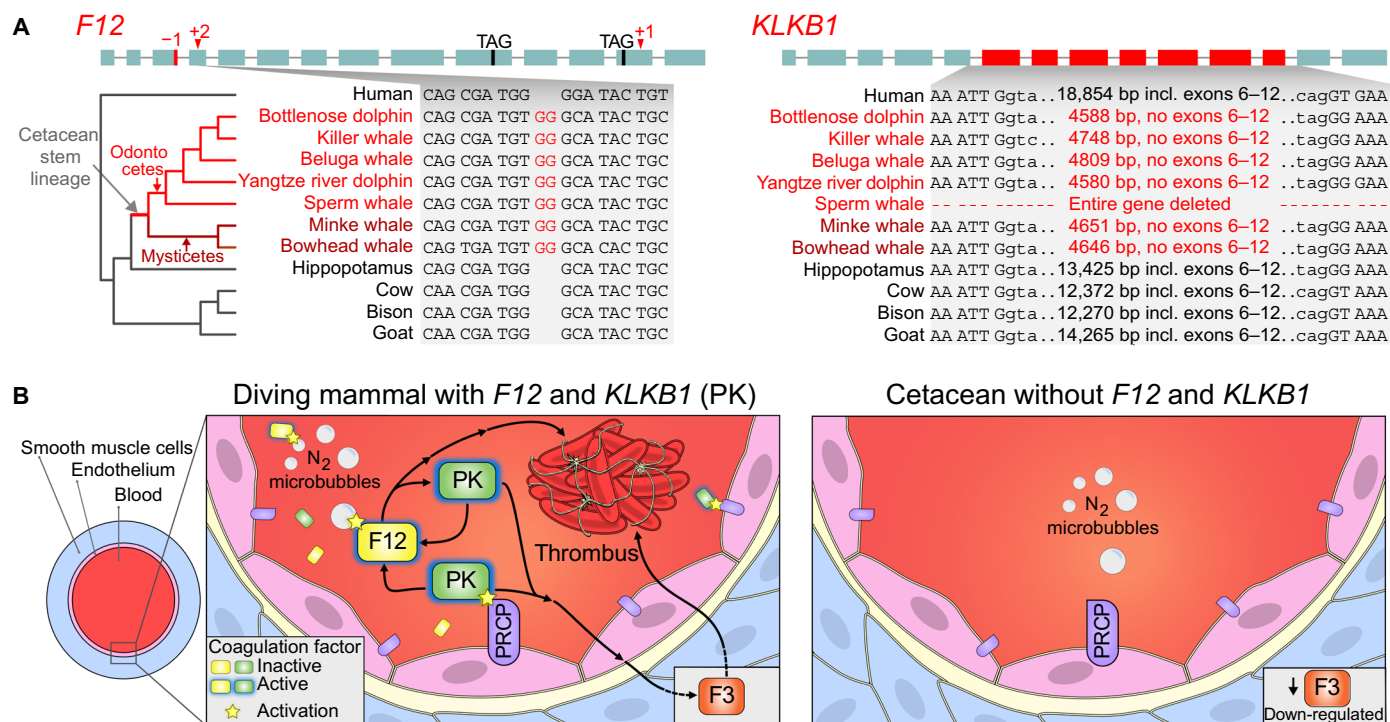 A
F12
−1
+2
TAG
TAG
+1
KLKB1
Human CAG CGA TGG GGA TAC TGT
Bottlenose dolphin CAG CGA TGT GG GCA TAC TGC
Killer whale CAG CGA TGT GG GCA TAC TGC
Beluga whale CAG CGA TGT GG GCA TAC TGC
Yangtze river dolphin CAG CGA TGT GG GCA TAC TGC
Sperm whale CAG CGA TGT GG GCA TAC TGC
Minke whale CAG CGA TGT GG GCA TAC TGC
Bowhead whale CAG TGA TGT GG GCA CAC TGC
Hippopotamus CAG CGA TGG GCA TAC TGC
Cow CAA CGA TGG GCA TAC TGC
Bison CAA CGA TGG GCA TAC TGC
Goat CAA CGA TGG GCA TAC TGC
Cetacean
stem
lineage
Odonto
cetes
Mysticetes
Human AA ATT Ggta.. 18,854 bp incl. exons 6–12 ..cagGT GAA
Bottlenose dolphin AA ATT Ggta.. 4588 bp, no exons 6–12 ..tagGG AAA
Killer whale AA ATT Ggtc.. 4748 bp, no exons 6–12 ..tagGG AAA
Beluga whale AA ATT Ggta.. 4809 bp, no exons 6–12 ..tagGG AAA
Yangtze river dolphin AA ATT Ggta.. 4580 bp, no exons 6–12 ..tagGG GAA
Sperm whale -- --- ------ Entire gene deleted ------- ---
Minke whale AA ATT Ggta.. 4651 bp, no exons 6–12 ..tagGG AAA
Bowhead whale AA ATT Ggta.. 4646 bp, no exons 6–12 ..tagGG AAA
Hippopotamus AA ATT Ggta.. 13,425 bp incl. exons 6–12 ..tagGG AAA
Cow AA ATT Ggta.. 12,372 bp incl. exons 6–12 ..cagGT AAA
Bison AA ATT Ggta.. 12,270 bp incl. exons 6–12 ..cagGT AAA
Goat AA ATT Ggta.. 14,265 bp incl. exons 6–12 ..cagGT AAA
B
Diving mammal with F12 and KLKB1 (PK)
Smooth muscle cells
Endothelium
Blood
N2
microbubbles
PK
F12
PK
PRCP
Thrombus
F3
Coagulation factor
Inactive
Active
Activation
Cetacean without F12 and KLKB1
N2
microbubbles
PRCP
F3
Down-regulated